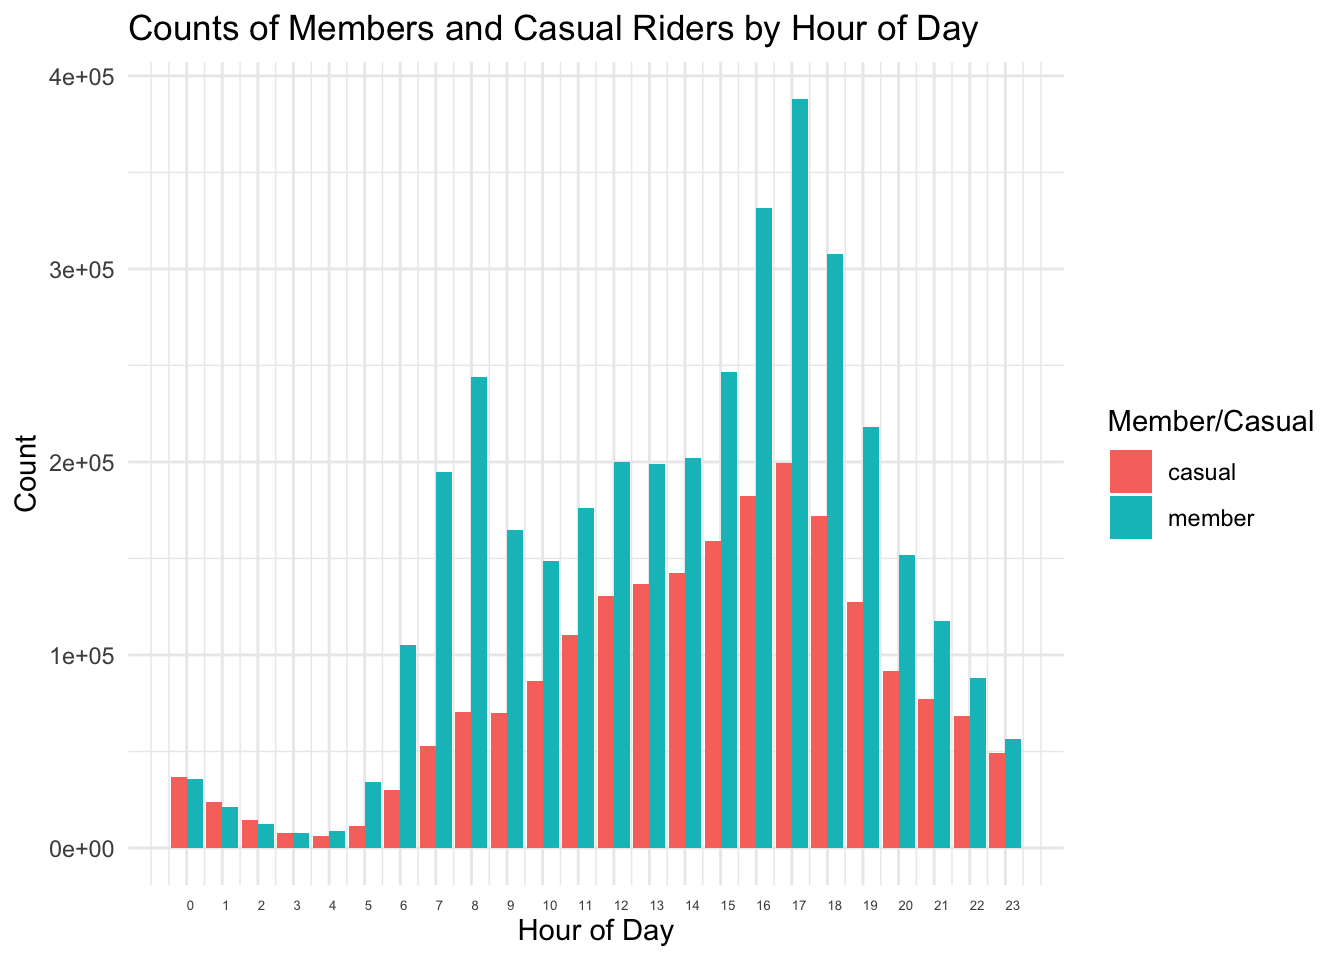 Counts of Members and Casual Riders by Hour of Day
4e+05
3e+05
2e+05
1e+05
0e+00
Count
0 1 2 3 4 5 6 7 8 9 10 11 12 13 14 15 16 17 18 19 20 21 22 23
Hour of Day
Member/Casual
casual
member